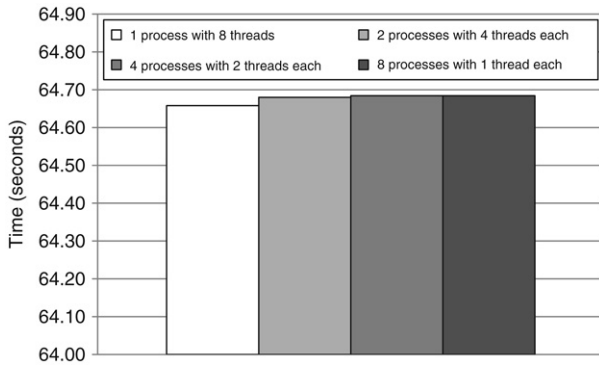 64.90
64.80
64.70
64.60
64.50
64.40
64.30
64.20
64.10
64.00
Time (seconds)
1 process with 8 threads
2 processes with 4 threads each
4 processes with 2 threads each
8 processes with 1 thread each